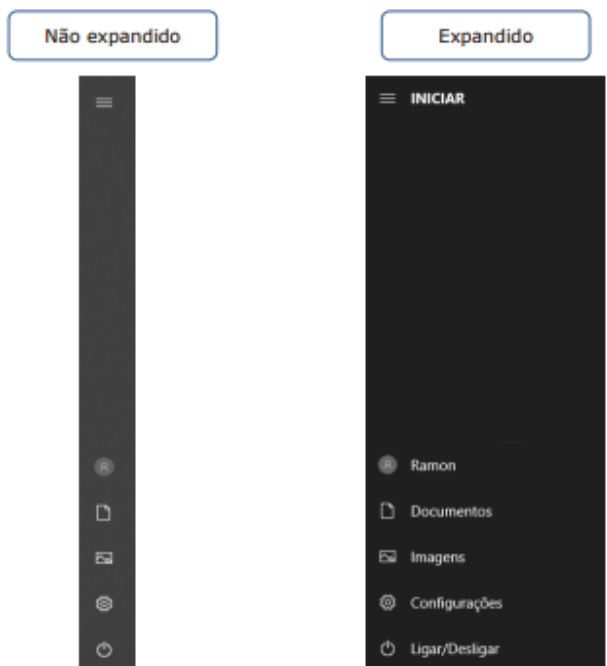 Não expandido
Expandido
INICIAR
Ramon
Documentos
Imagens
Configurações
Ligar/Desligar